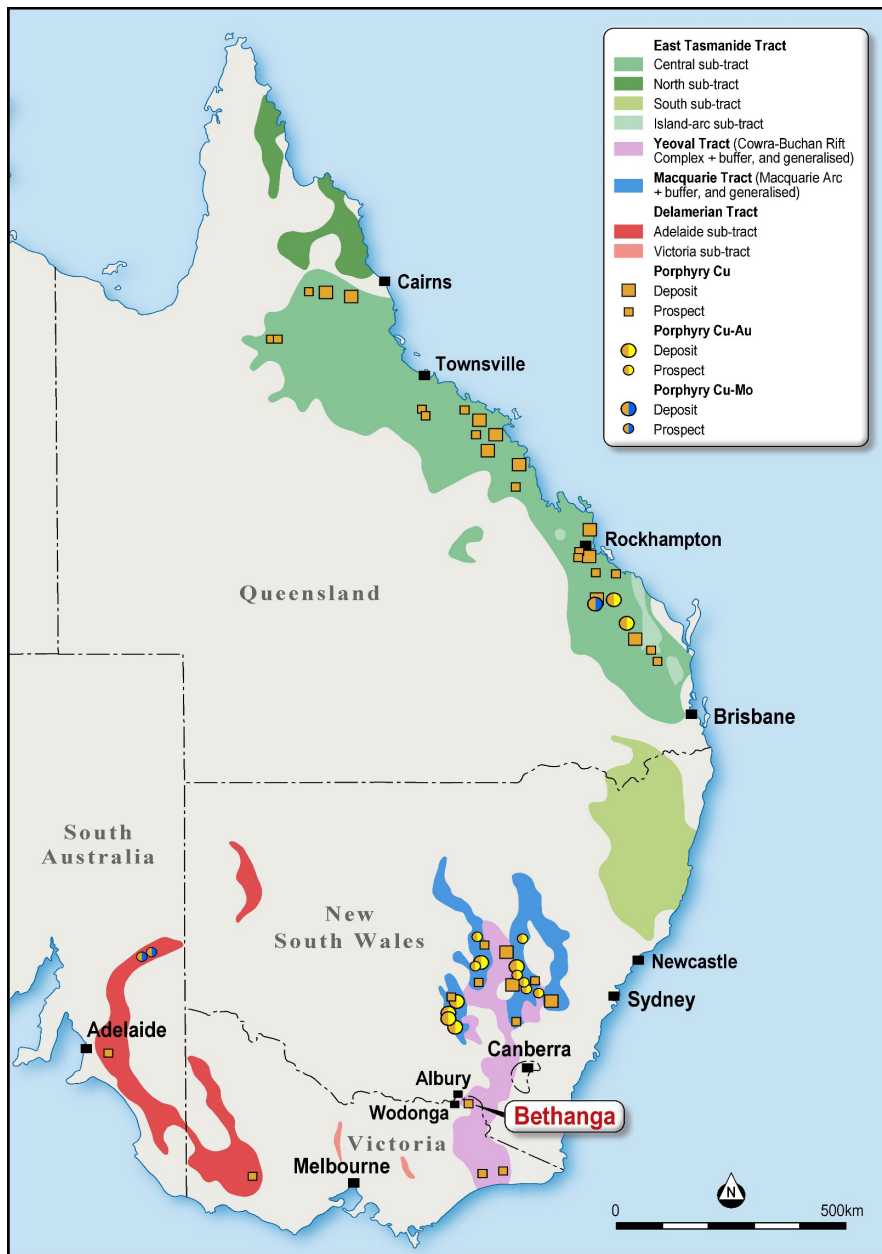 East Tasmanide Tract
Central sub-tract
North sub-tract
South sub-tract
Island-arc sub-tract
Yeoval Tract (Cowra-Buchan Rift
Complex + buffer, and generalised)
Macquarie Tract (Macquarie Arc
+ buffer, and generalised)
Delamerian Tract
Adelaide sub-tract
Victoria sub-tract
Porphyry Cu
Deposit
Prospect
Porphyry Cu-Au
Deposit
Prospect
Porphyry Cu-Mo
Deposit
Prospect
Cairns
Townsville
Rockhampton
Queensland
Brisbane
South
Australia
New
South Wales
Newcastle
Sydney
Adelaide
Canberra
Albury
Wodonga
Bethanga
Victoria
Melbourne
N
0 500km